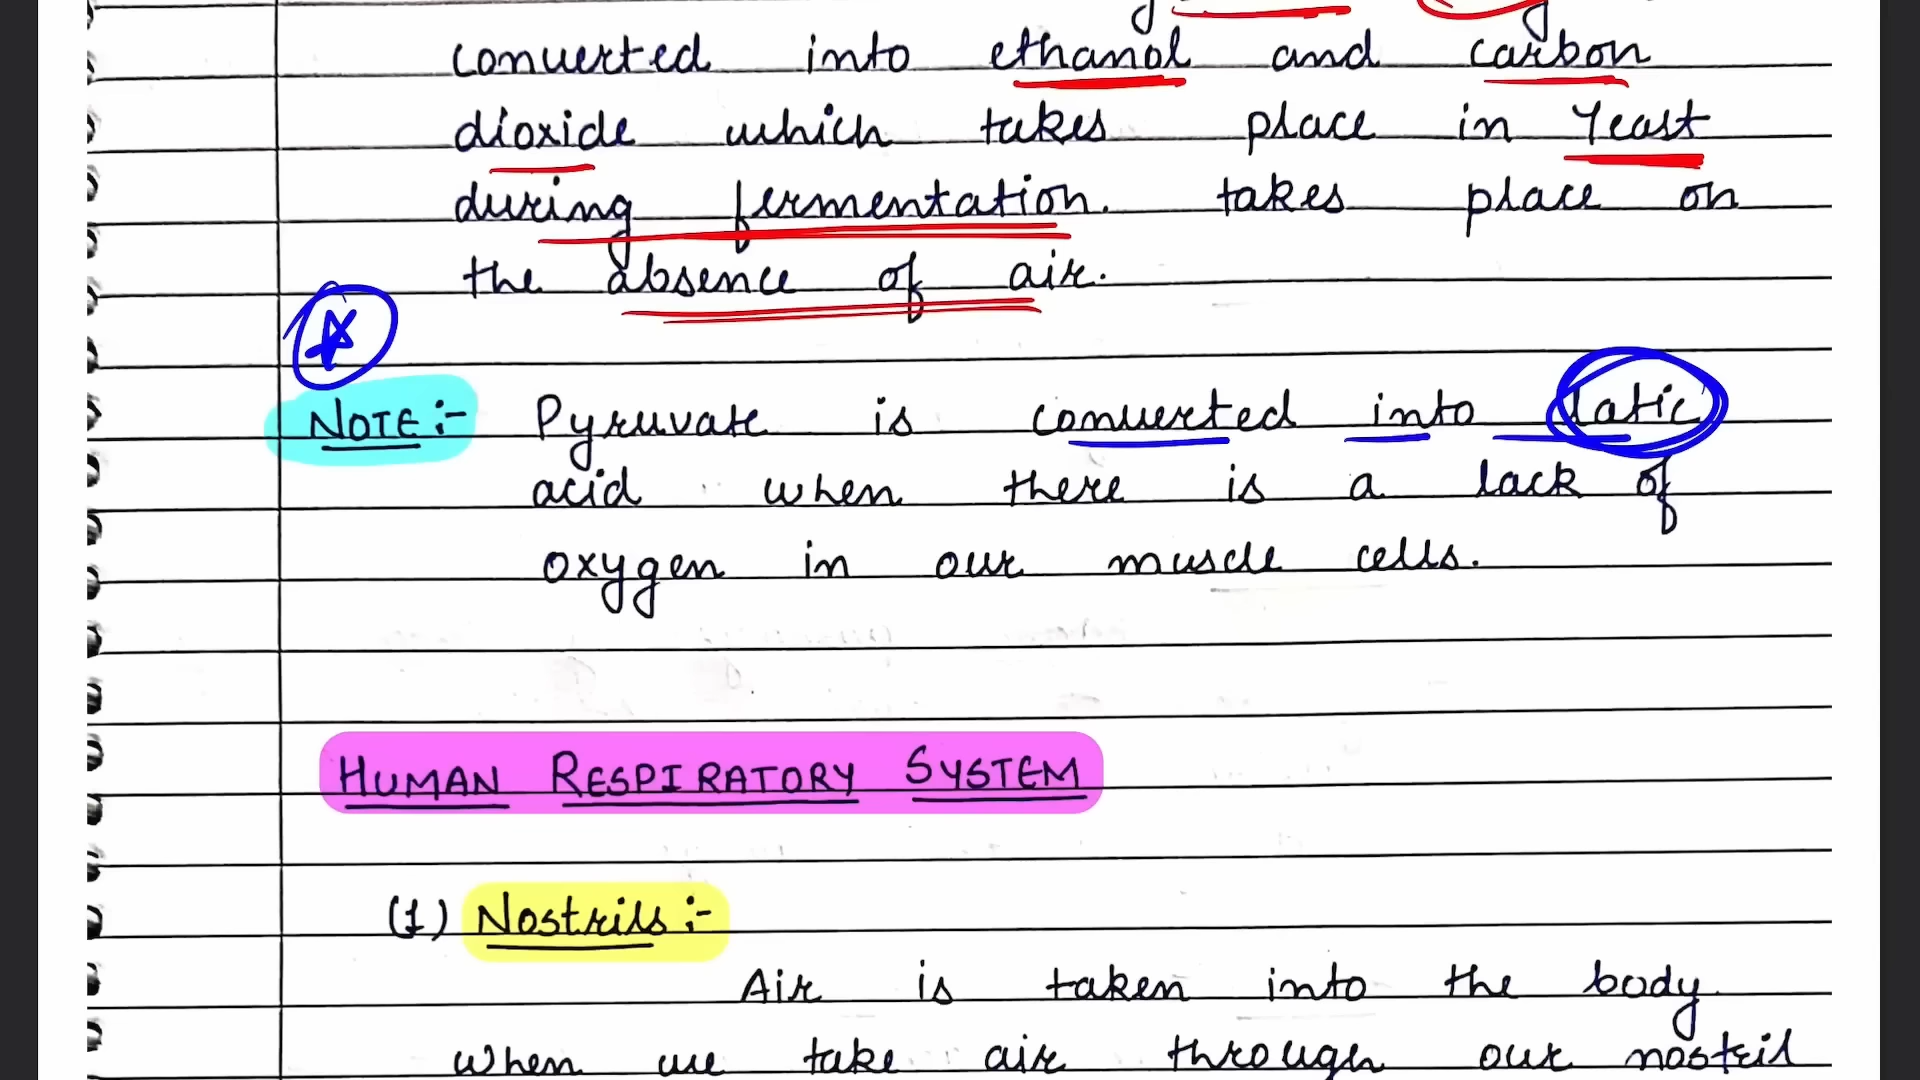 converted into ethanol and carbon
dioxide which takes place in Yeast
during fermentation. takes place on
the absence of air.
NOTE:- Pyruvate is converted into latic
acid when there is a lack of
oxygen in our muscle cells.
HUMAN RESPIRATORY SYSTEM
(1) Nostrils:-
Air is taken into the body
when we take air through our nostril